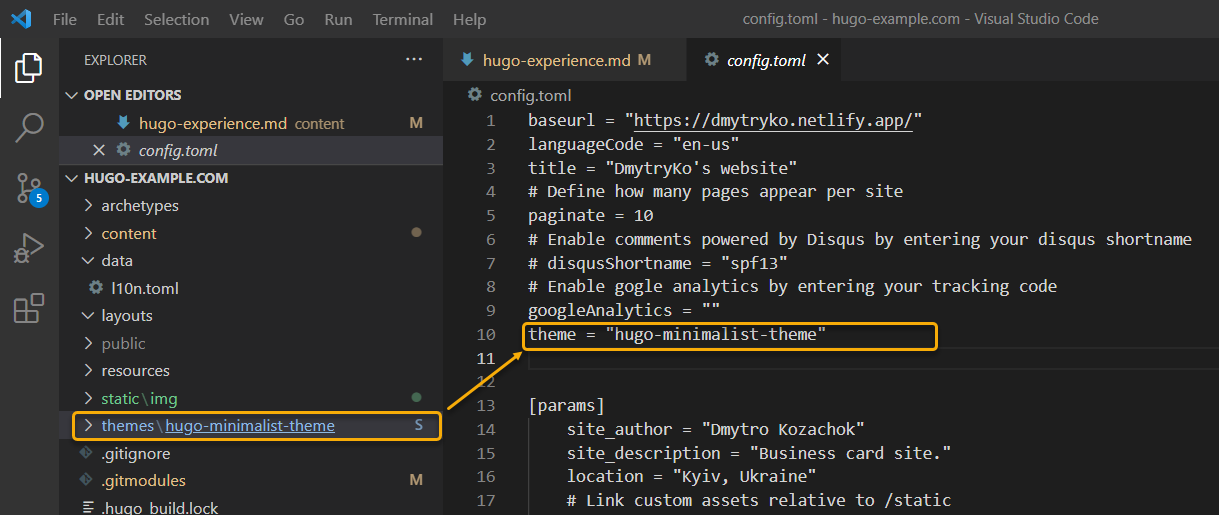 File Edit Selection View Go Run Terminal Help
config.toml - hugo-example.com - Visual Studio Code
EXPLORER
OPEN EDITORS
hugo-experience.md content M
config.toml
HUGO-EXAMPLE.COM
archetypes
content
data
l10n.toml
layouts
public
resources
static\img
themes\hugo-minimalist-theme S
.gitignore
.gitmodules M
.hugo_build.lock
5
hugo-experience.md M
config.toml
config.toml
1 baseurl = "https://dmytryko.netlify.app/"
2 languageCode = "en-us"
3 title = "DmytryKo's website"
4 # Define how many pages appear per site
5 paginate = 10
6 # Enable comments powered by Disqus by entering your disqus shortname
7 # disqusShortname = "spf13"
8 # Enable gogle analytics by entering your tracking code
9 googleAnalytics = ""
10 theme = "hugo-minimalist-theme"
11
12
13 [params]
14 site_author = "Dmytro Kozachok"
15 site_description = "Business card site."
16 location = "Kyiv, Ukraine"
17 # Link custom assets relative to /static